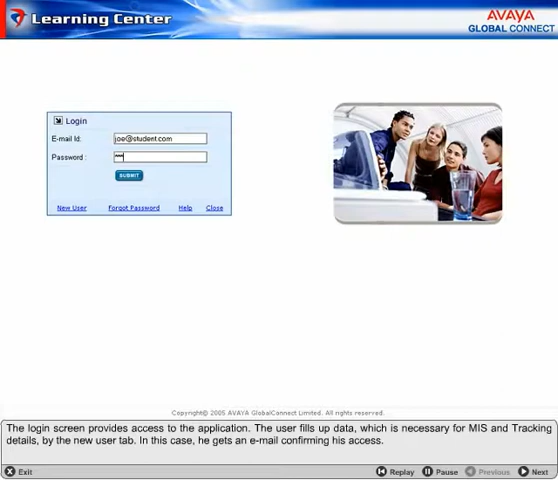 Learning Center
AVAYA
GLOBAL CONNECT
Login
E-mail Id:
joe@student.com
Password :
SUBMIT
New User Forgot Password Help Close
Copyright© 2005 AVAYA GlobalConnect Limited. All rights reserved.
The login screen provides access to the application. The user fills up data, which is necessary for MIS and Tracking
details, by the new user tab. In this case, he gets an e-mail confirming his access.
Exit Replay Pause Previous Next